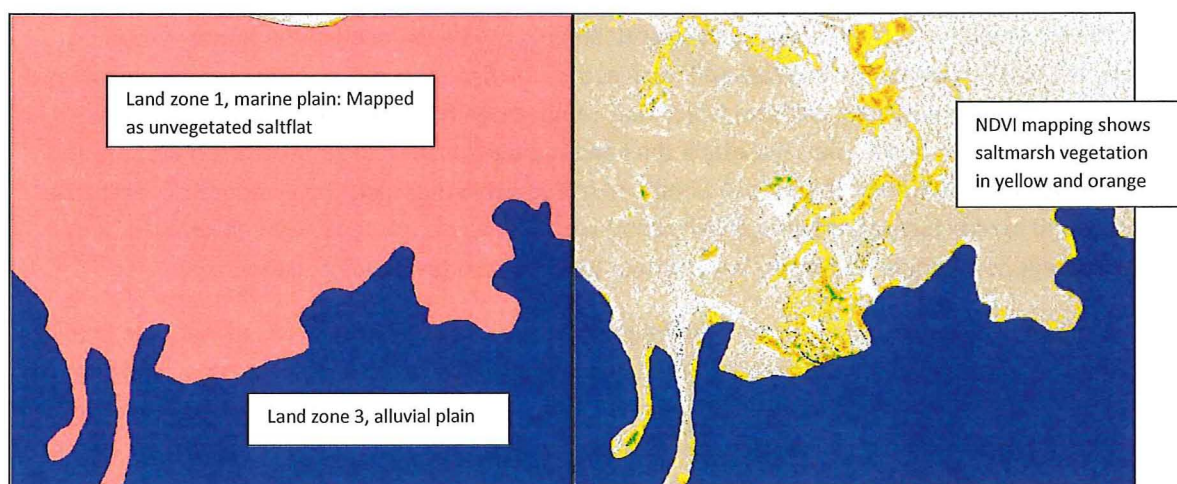 Land zone 1, marine plain: Mapped
as unvegetated saltflat
NDVI mapping shows
saltmarsh vegetation
in yellow and orange
Land zone 3, alluvial plain